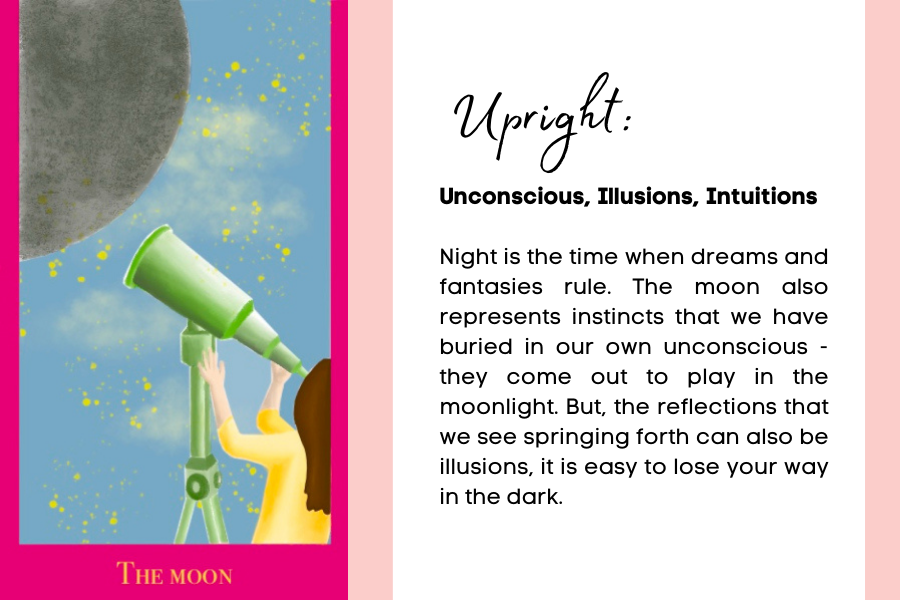 Upright:
Unconscious, Illusions, Intuitions
Night is the time when dreams and
fantasies rule. The moon also
represents instincts that we have
buried in our own unconscious -
they come out to play in the
moonlight. But, the reflections that
we see springing forth can also be
illusions, it is easy to lose your way
in the dark.
THE MOON